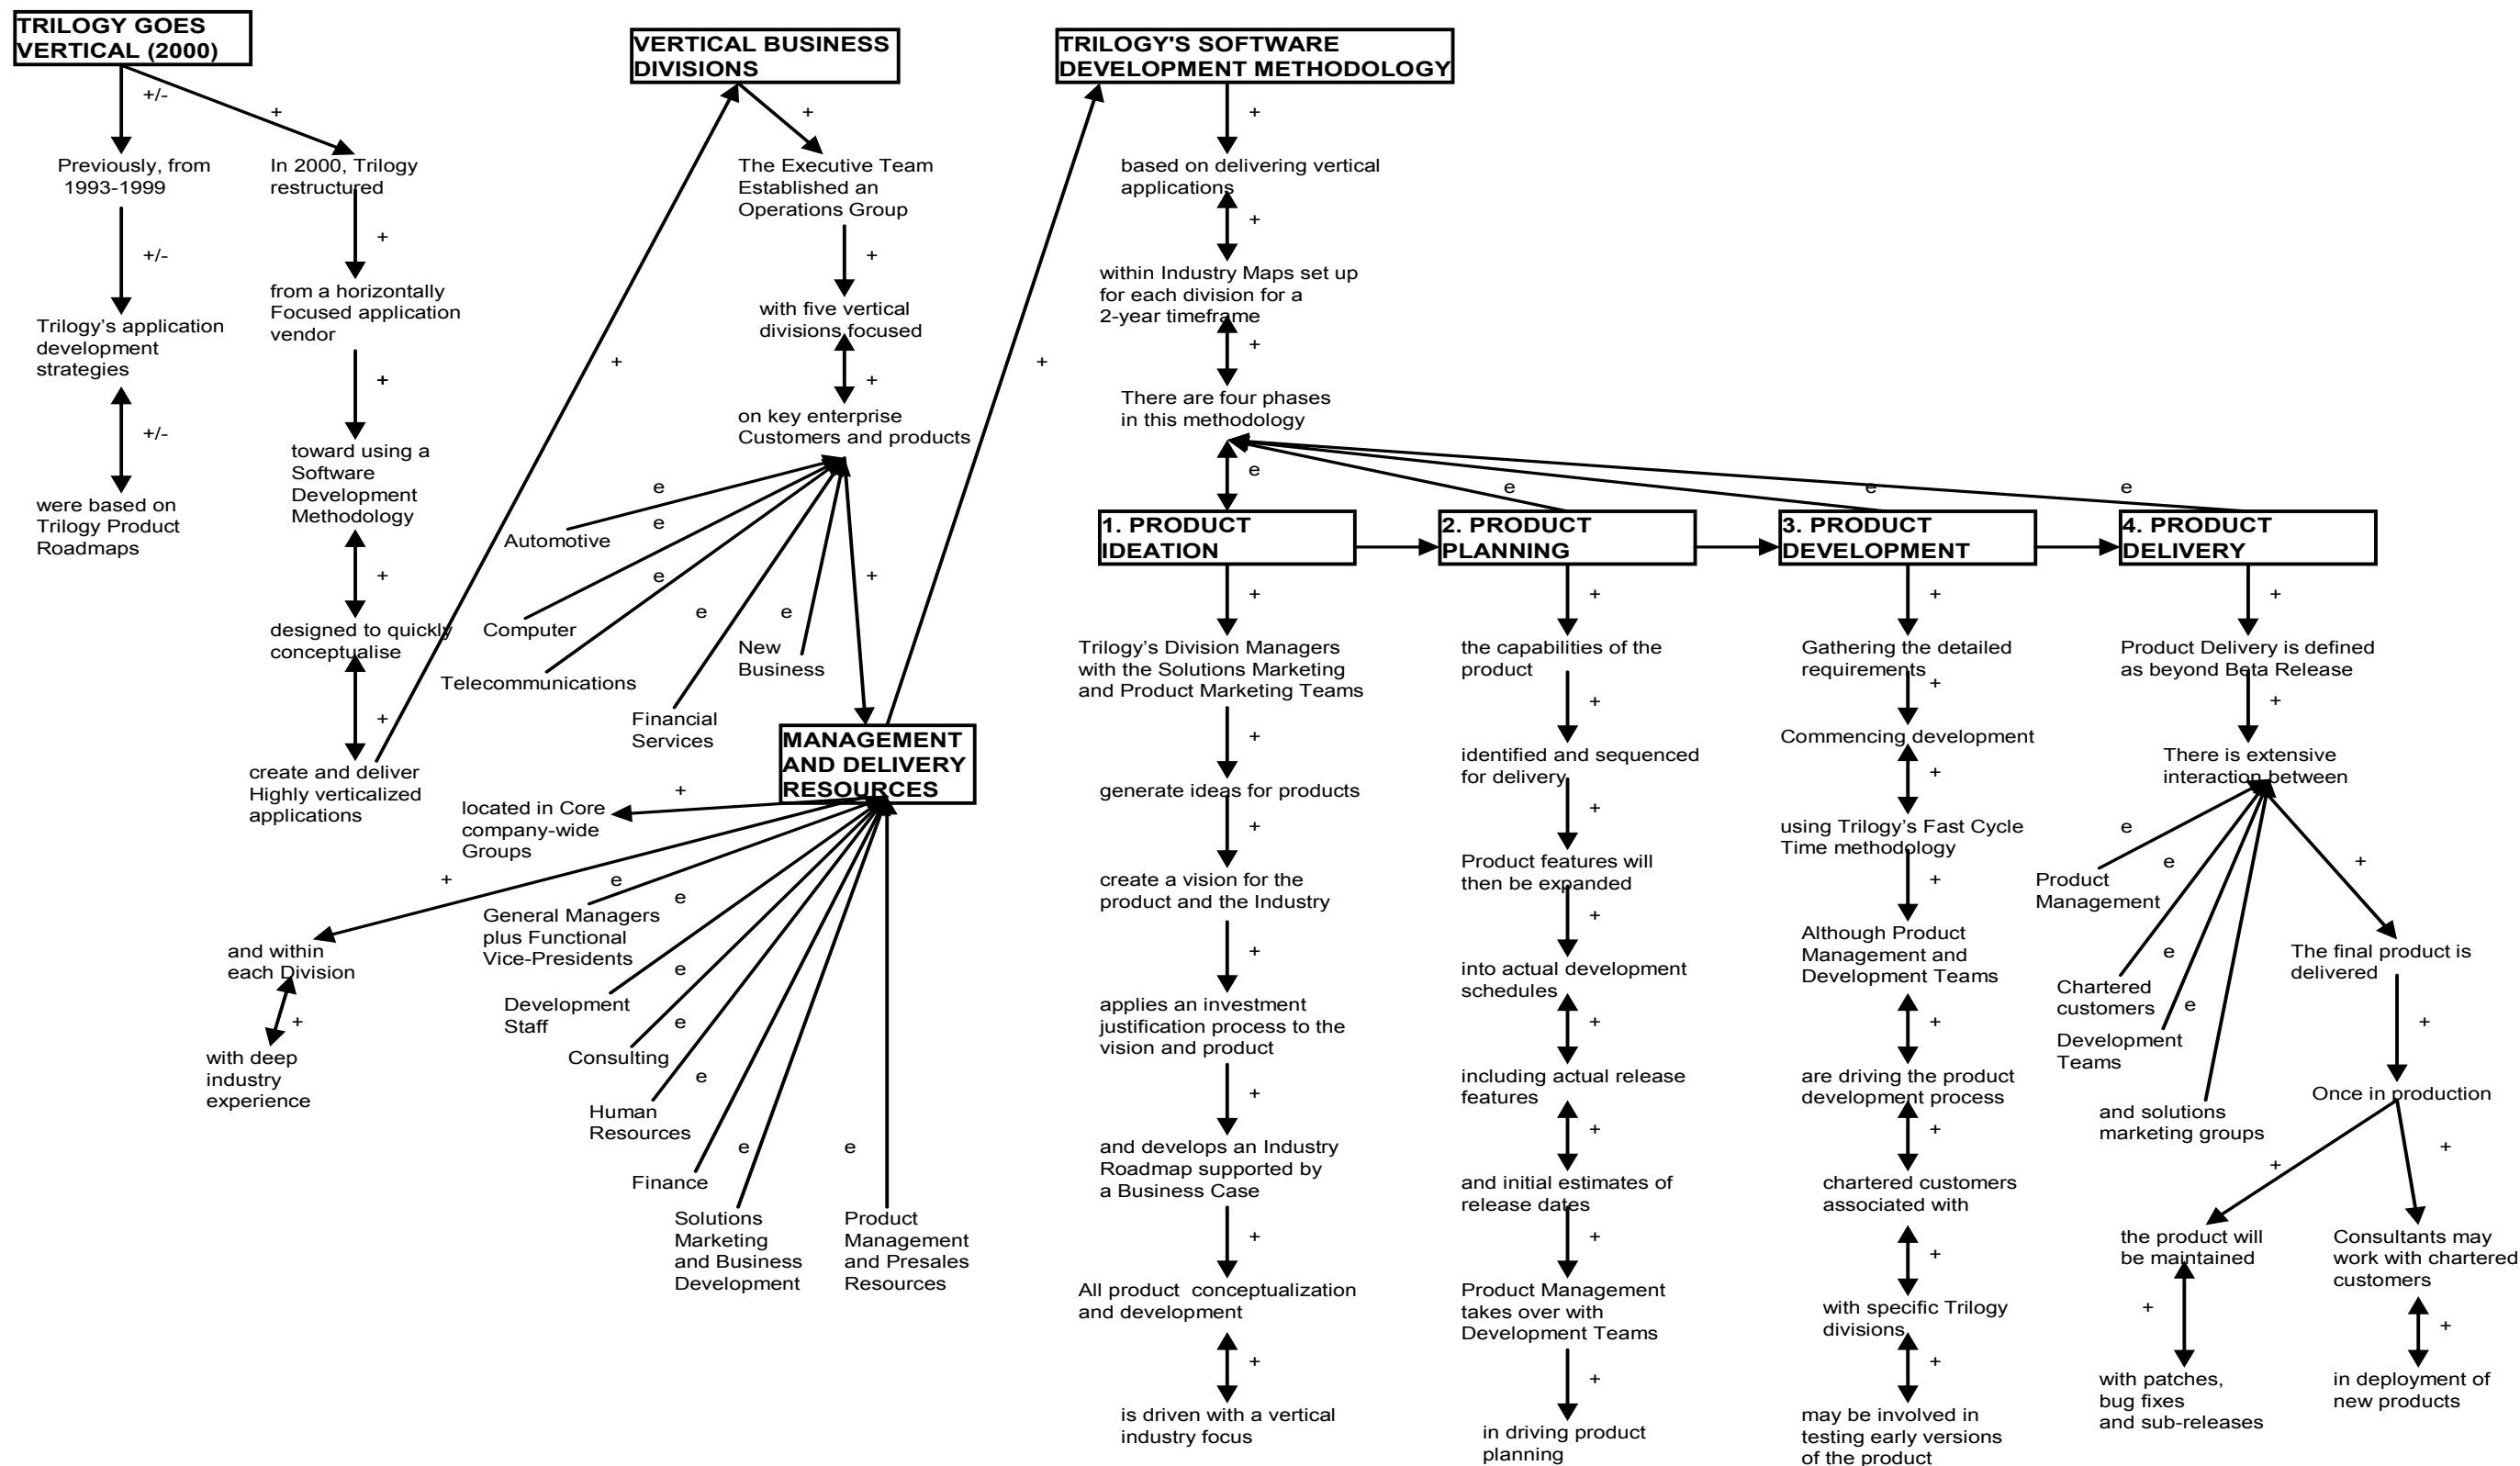 TRILOGY GOES
VERTICAL (2000)
+/-
+
Previously, from
1993-1999
+/-
Trilogy’s application
development
strategies
+/-
were based on
Trilogy Product
Roadmaps
In 2000, Trilogy
restructured
+
from a horizontally
Focused application
vendor
+
toward using a
Software
Development
Methodology
+
designed to quickly
conceptualise
+
create and deliver
Highly verticalized
applications
+
VERTICAL BUSINESS
DIVISIONS
+
The Executive Team
Established an
Operations Group
+
with five vertical
divisions focused
+
on key enterprise
Customers and products
e
Automotive
e
Computer
e
Telecommunications
e
Financial
Services
e
New
Business
+
MANAGEMENT
AND DELIVERY
RESOURCES
+
located in Core
company-wide
Groups
+
and within
each Division
+
with deep
industry
experience
e
General Managers
plus Functional
Vice-Presidents
e
Development
Staff
e
Consulting
e
Human
Resources
e
Finance
e
Solutions
Marketing
and Business
Development
e
Product
Management
and Presales
Resources
+
TRILOGY'S SOFTWARE
DEVELOPMENT METHODOLOGY
+
based on delivering vertical
applications
+
within Industry Maps set up
for each division for a
2-year timeframe
+
There are four phases
in this methodology
e
e
e
e
1. PRODUCT
IDEATION
+
Trilogy’s Division Managers
with the Solutions Marketing
and Product Marketing Teams
+
generate ideas for products
+
create a vision for the
product and the Industry
+
applies an investment
justification process to the
vision and product
+
and develops an Industry
Roadmap supported by
a Business Case
+
All product  conceptualization
and development
+
is driven with a vertical
industry focus
2. PRODUCT
PLANNING
+
the capabilities of the
product
+
identified and sequenced
for delivery
+
Product features will
then be expanded
+
into actual development
schedules
+
including actual release
features
+
and initial estimates of
release dates
+
Product Management
takes over with
Development Teams
+
in driving product
planning
3. PRODUCT
DEVELOPMENT
+
Gathering the detailed
requirements
+
Commencing development
+
using Trilogy’s Fast Cycle
Time methodology
+
Although Product
Management and
Development Teams
+
are driving the product
development process
+
chartered customers
associated with
+
with specific Trilogy
divisions
+
may be involved in
testing early versions
of the product
4. PRODUCT
DELIVERY
+
Product Delivery is defined
as beyond Beta Release
+
There is extensive
interaction between
e
Product
Management
e
Chartered
customers
e
Development
Teams
e
and solutions
marketing groups
+
The final product is
delivered
+
Once in production
+
the product will
be maintained
+
with patches,
bug fixes
and sub-releases
+
Consultants may
work with chartered
customers
+
in deployment of
new products